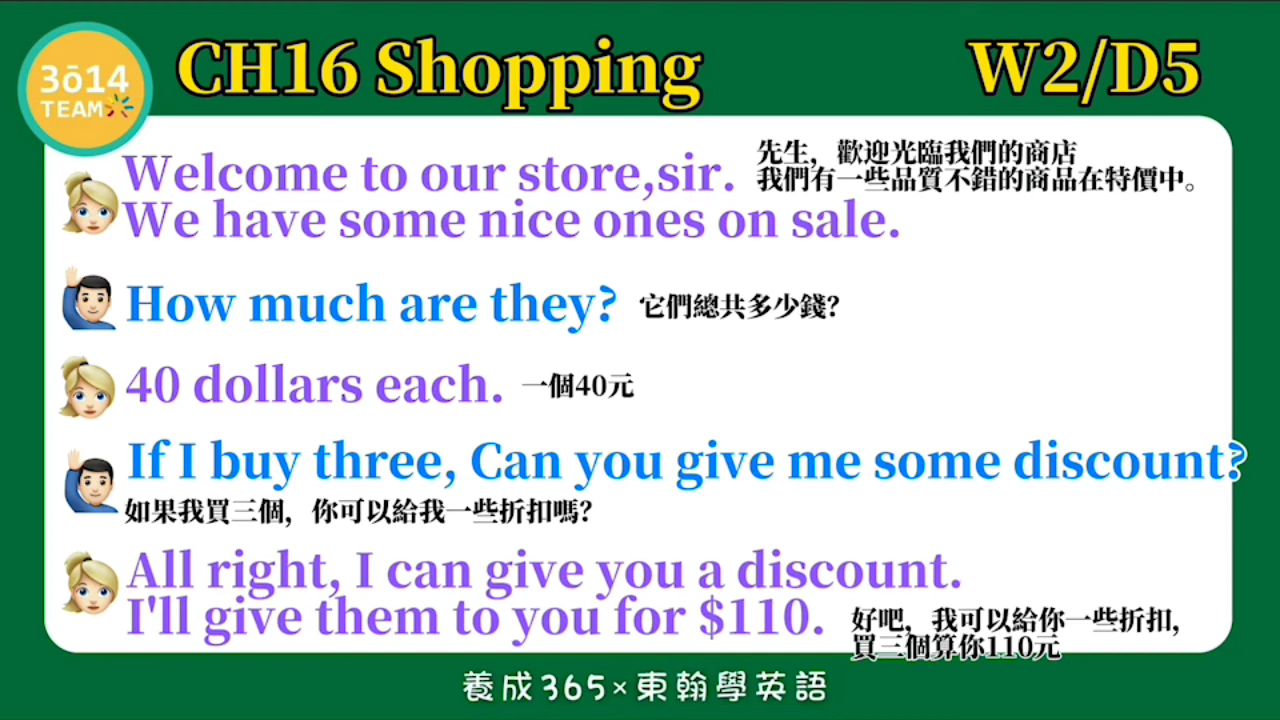 3ō14
TEAM
CH16 Shopping
W2/D5
Welcome to our store,sir.
先生，歡迎光臨我們的商店
我們有一些品質不錯的商品在特價中。
We have some nice ones on sale.
How much are they?
它們總共多少錢?
40 dollars each.
一個40元
If I buy three, Can you give me some discount?
如果我買三個，你可以給我一些折扣嗎?
All right, I can give you a discount.
I'll give them to you for $110.
好吧，我可以給你一些折扣，
買三個算你110元
養成365×東翰學英語